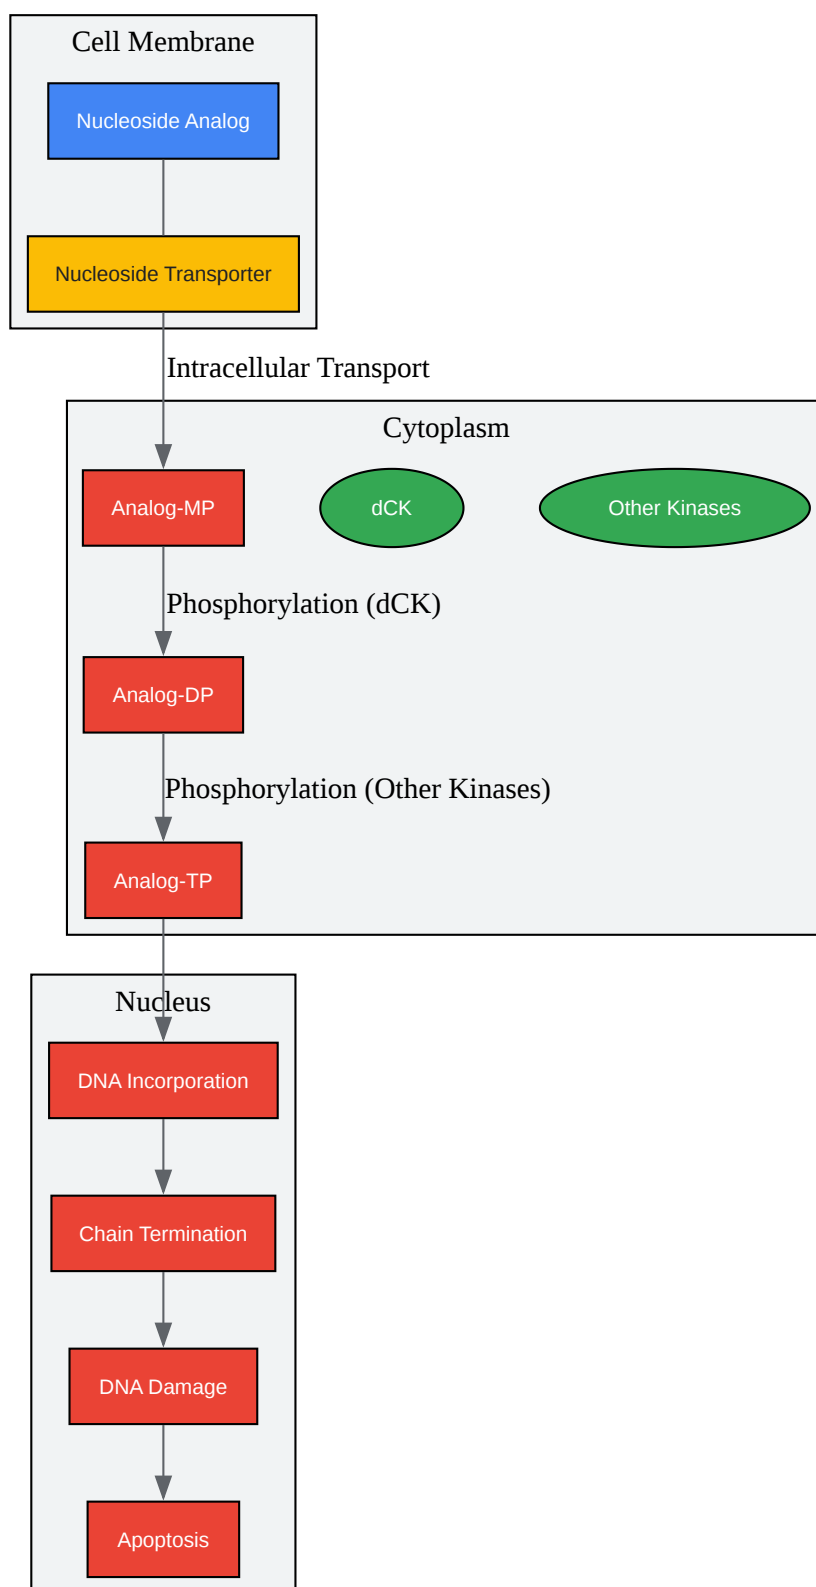 Cell Membrane
Nucleoside Analog
Nucleoside Transporter
Intracellular Transport
Cytoplasm
Analog-MP
dCK
Other Kinases
Phosphorylation (dCK)
Analog-DP
Phosphorylation (Other Kinases)
Analog-TP
Nucleus
DNA Incorporation
Chain Termination
DNA Damage
Apoptosis